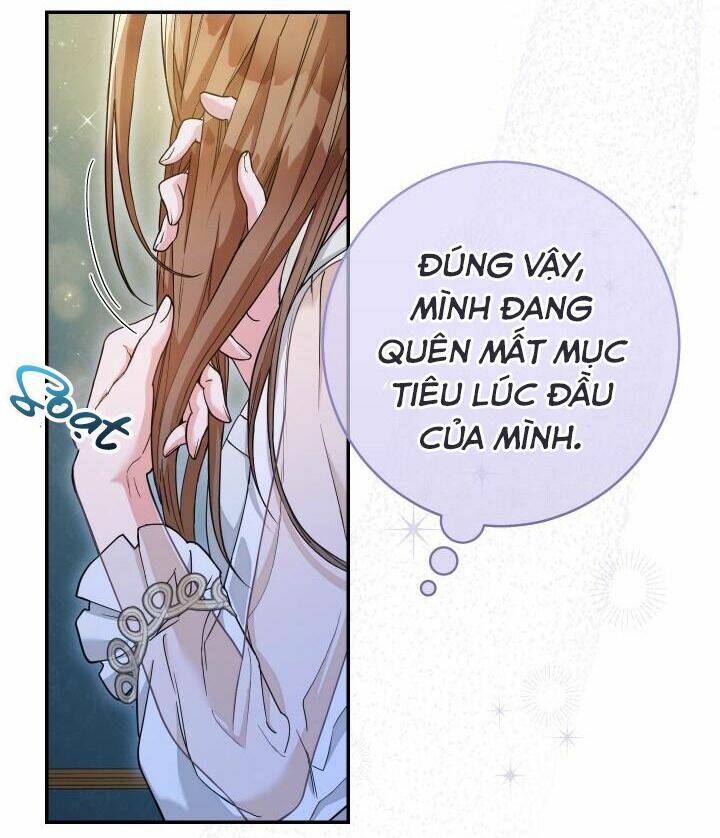 Soạt
ĐÚNG VẬY,
MÌNH ĐANG
QUÊN MẤT MỤC
TIÊU LÚC ĐẦU
CỦA MÌNH.